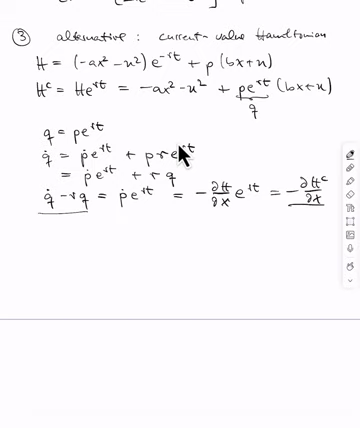 ③ alternative: current-value Hamiltonian
H = (-ax² - u²) e^{-rt} + p (bx+u)
H^c = He^{rt} = -ax² - u² + pe^{rt} (bx+u)
q
q = pe^{rt}
q̇ = ṗe^{rt} + pre^{rt}
= ṗe^{rt} + rq
q̇ - rq = ṗe^{rt} = -∂H/∂x e^{rt} = -∂H^c/∂x